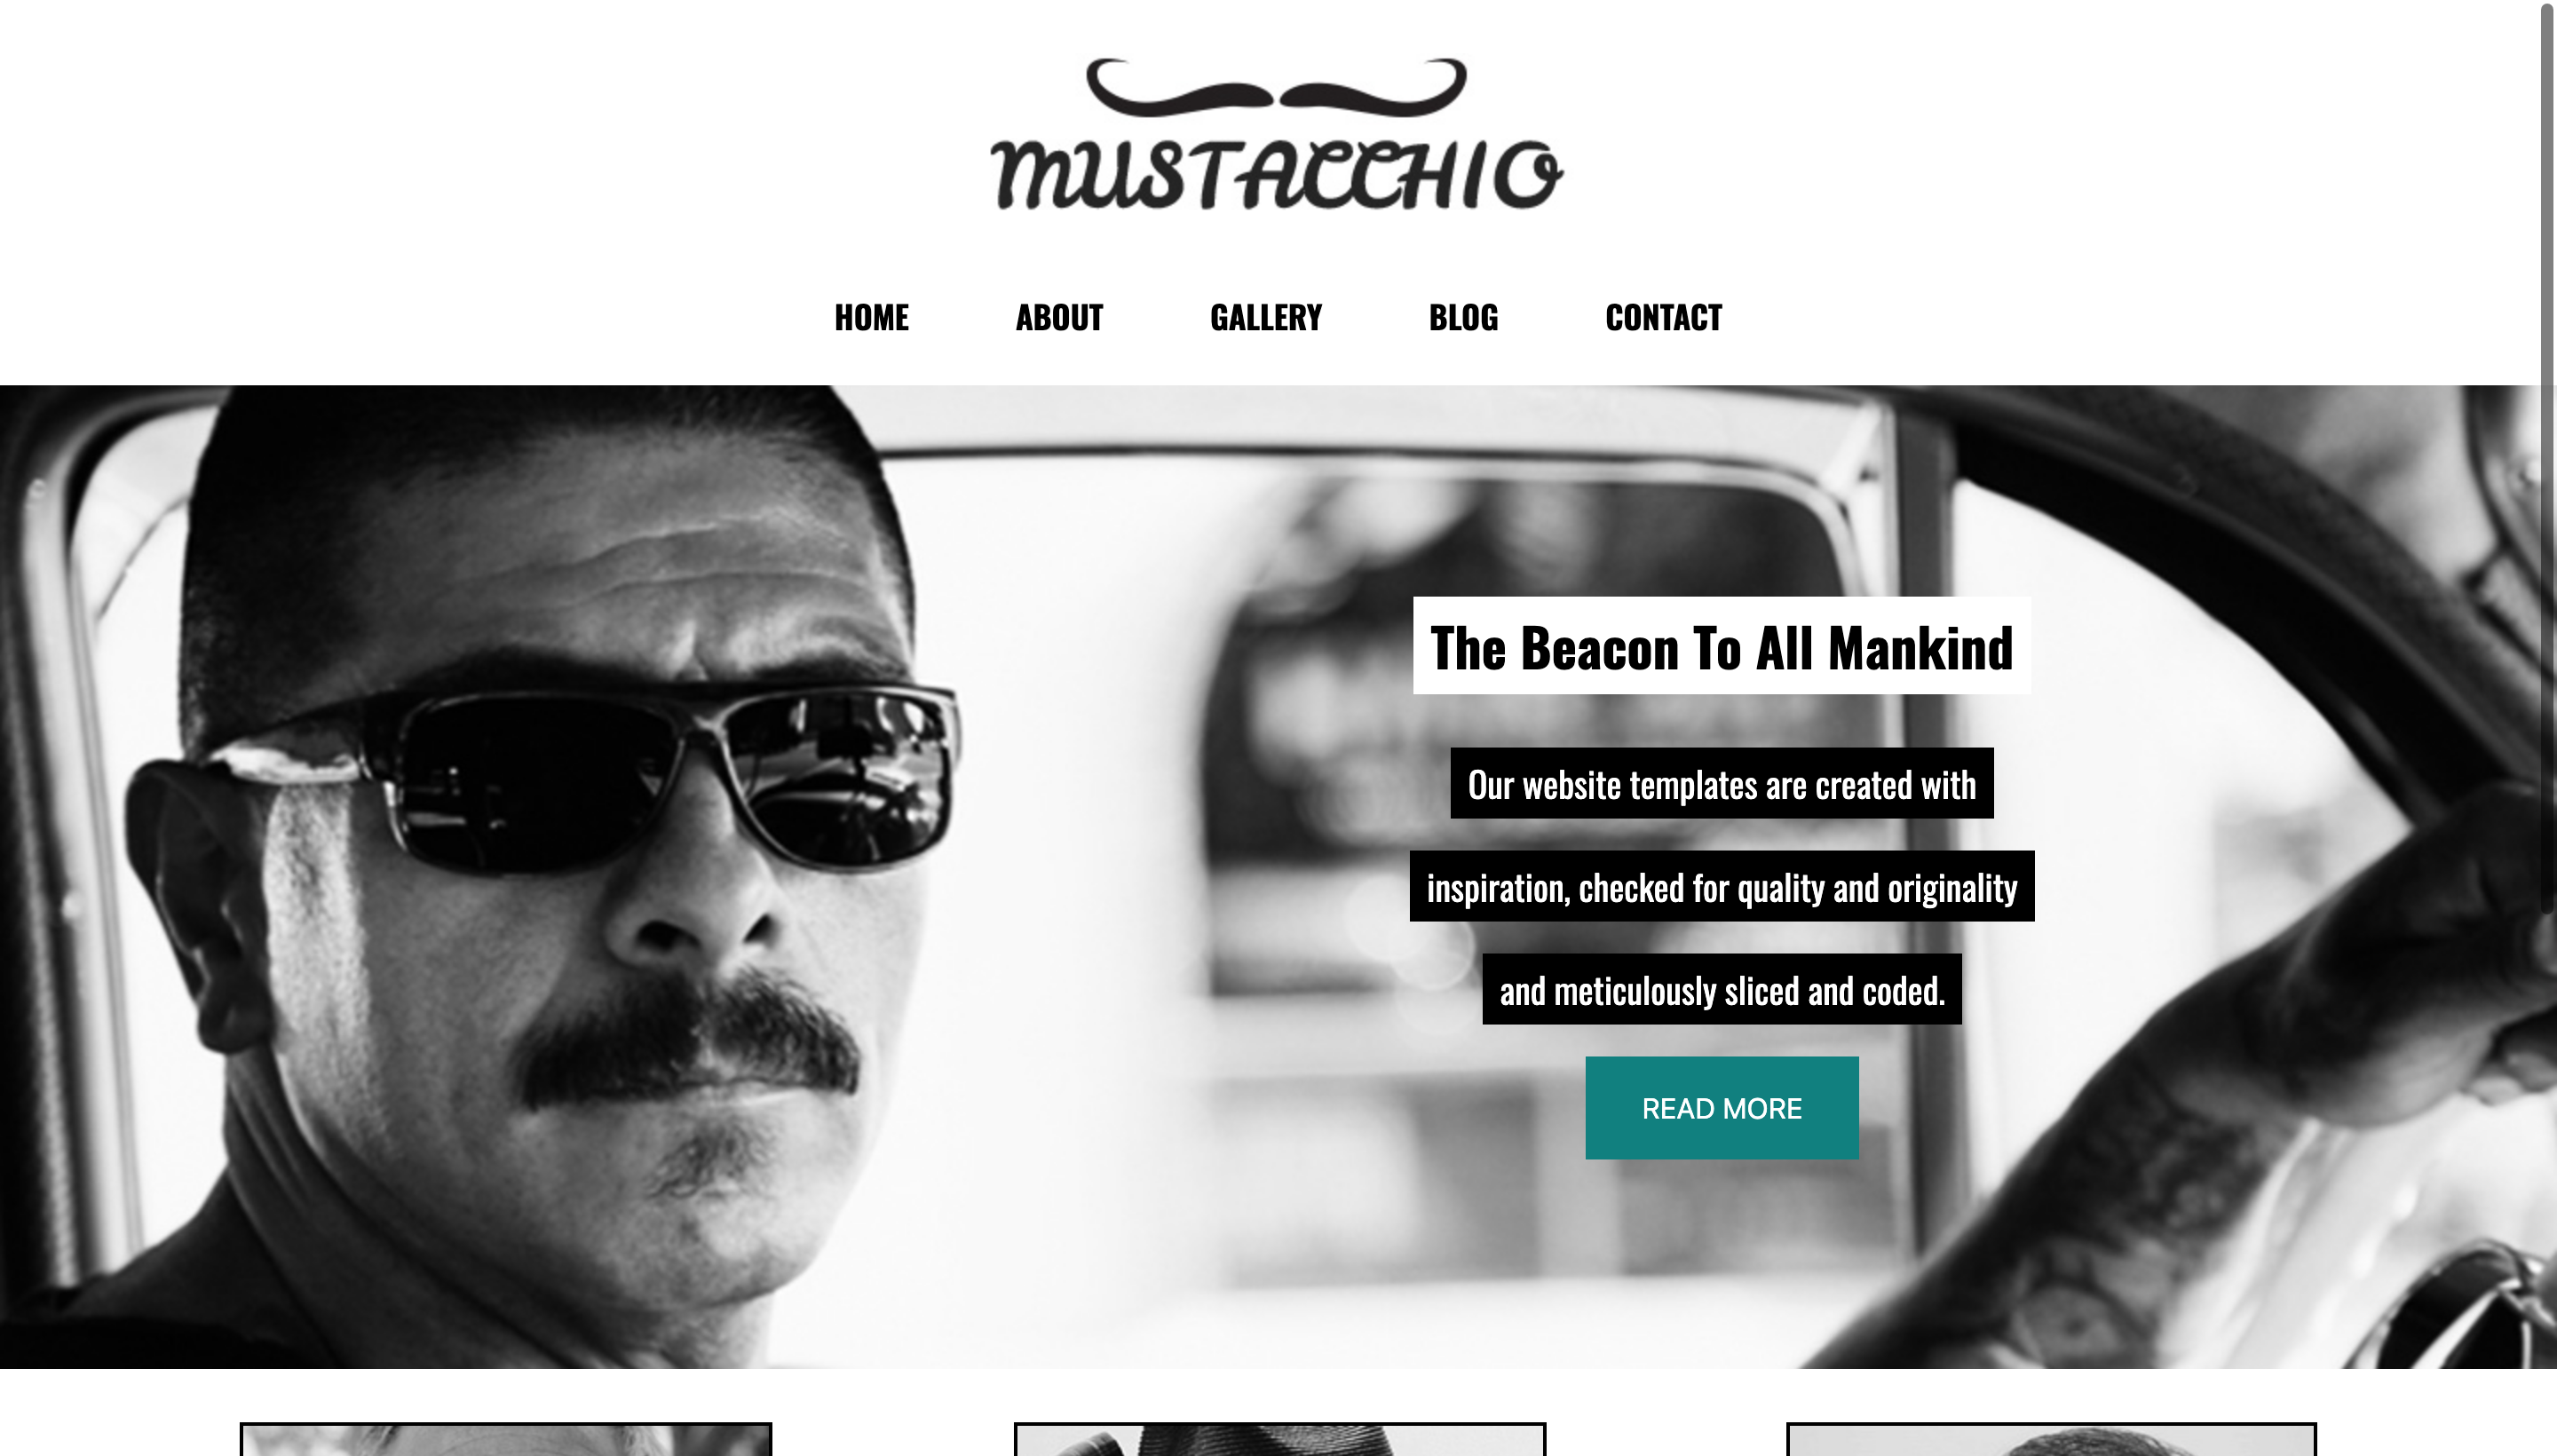 MUSTACCHIO
HOME ABOUT GALLERY BLOG CONTACT
The Beacon To All Mankind
Our website templates are created with
inspiration, checked for quality and originality
and meticulously sliced and coded.
READ MORE